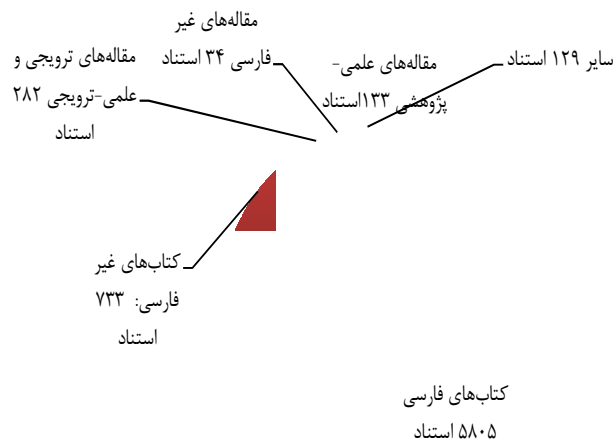 سایر ۱۲۹ استناد
مقاله‌های علمی-
پژوهشی ۱۳۳استناد
مقاله‌های غیر
فارسی ۳۴ استناد
مقاله‌های ترویجی و
علمی-ترویجی ۲۸۲
استناد
کتاب‌های غیر
فارسی: ۷۳۳
استناد
کتاب‌های فارسی
۵۸۰۵ استناد